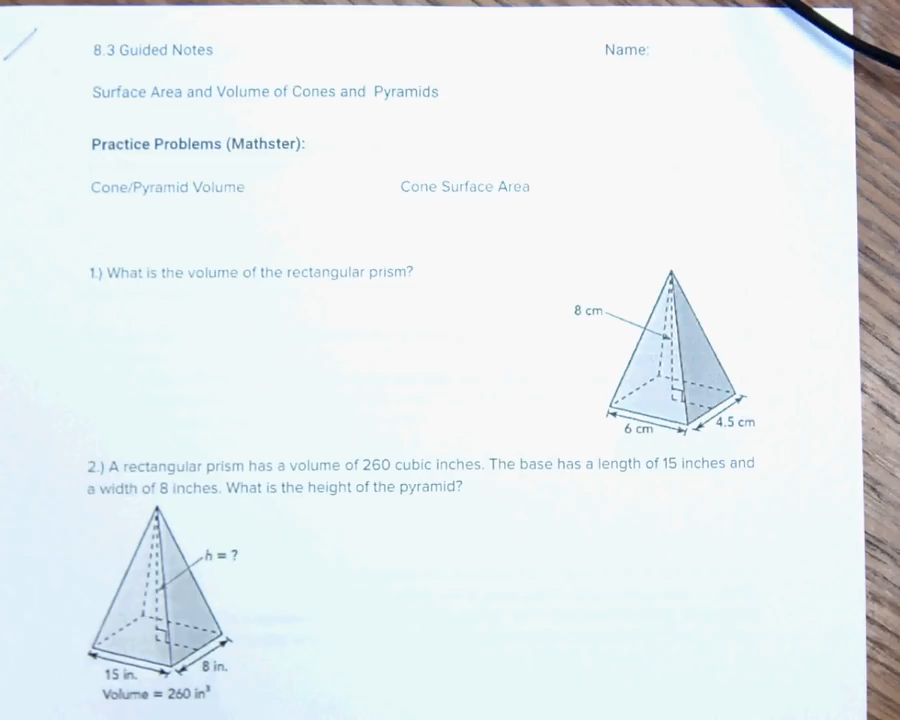 8.3 Guided Notes
Name:
Surface Area and Volume of Cones and Pyramids
Practice Problems (Mathster):
Cone/Pyramid Volume
Cone Surface Area
1.) What is the volume of the rectangular prism?
8 cm
6 cm
4.5 cm
2.) A rectangular prism has a volume of 260 cubic inches. The base has a length of 15 inches and
a width of 8 inches. What is the height of the pyramid?
h = ?
15 in.
8 in.
Volume = 260 in³